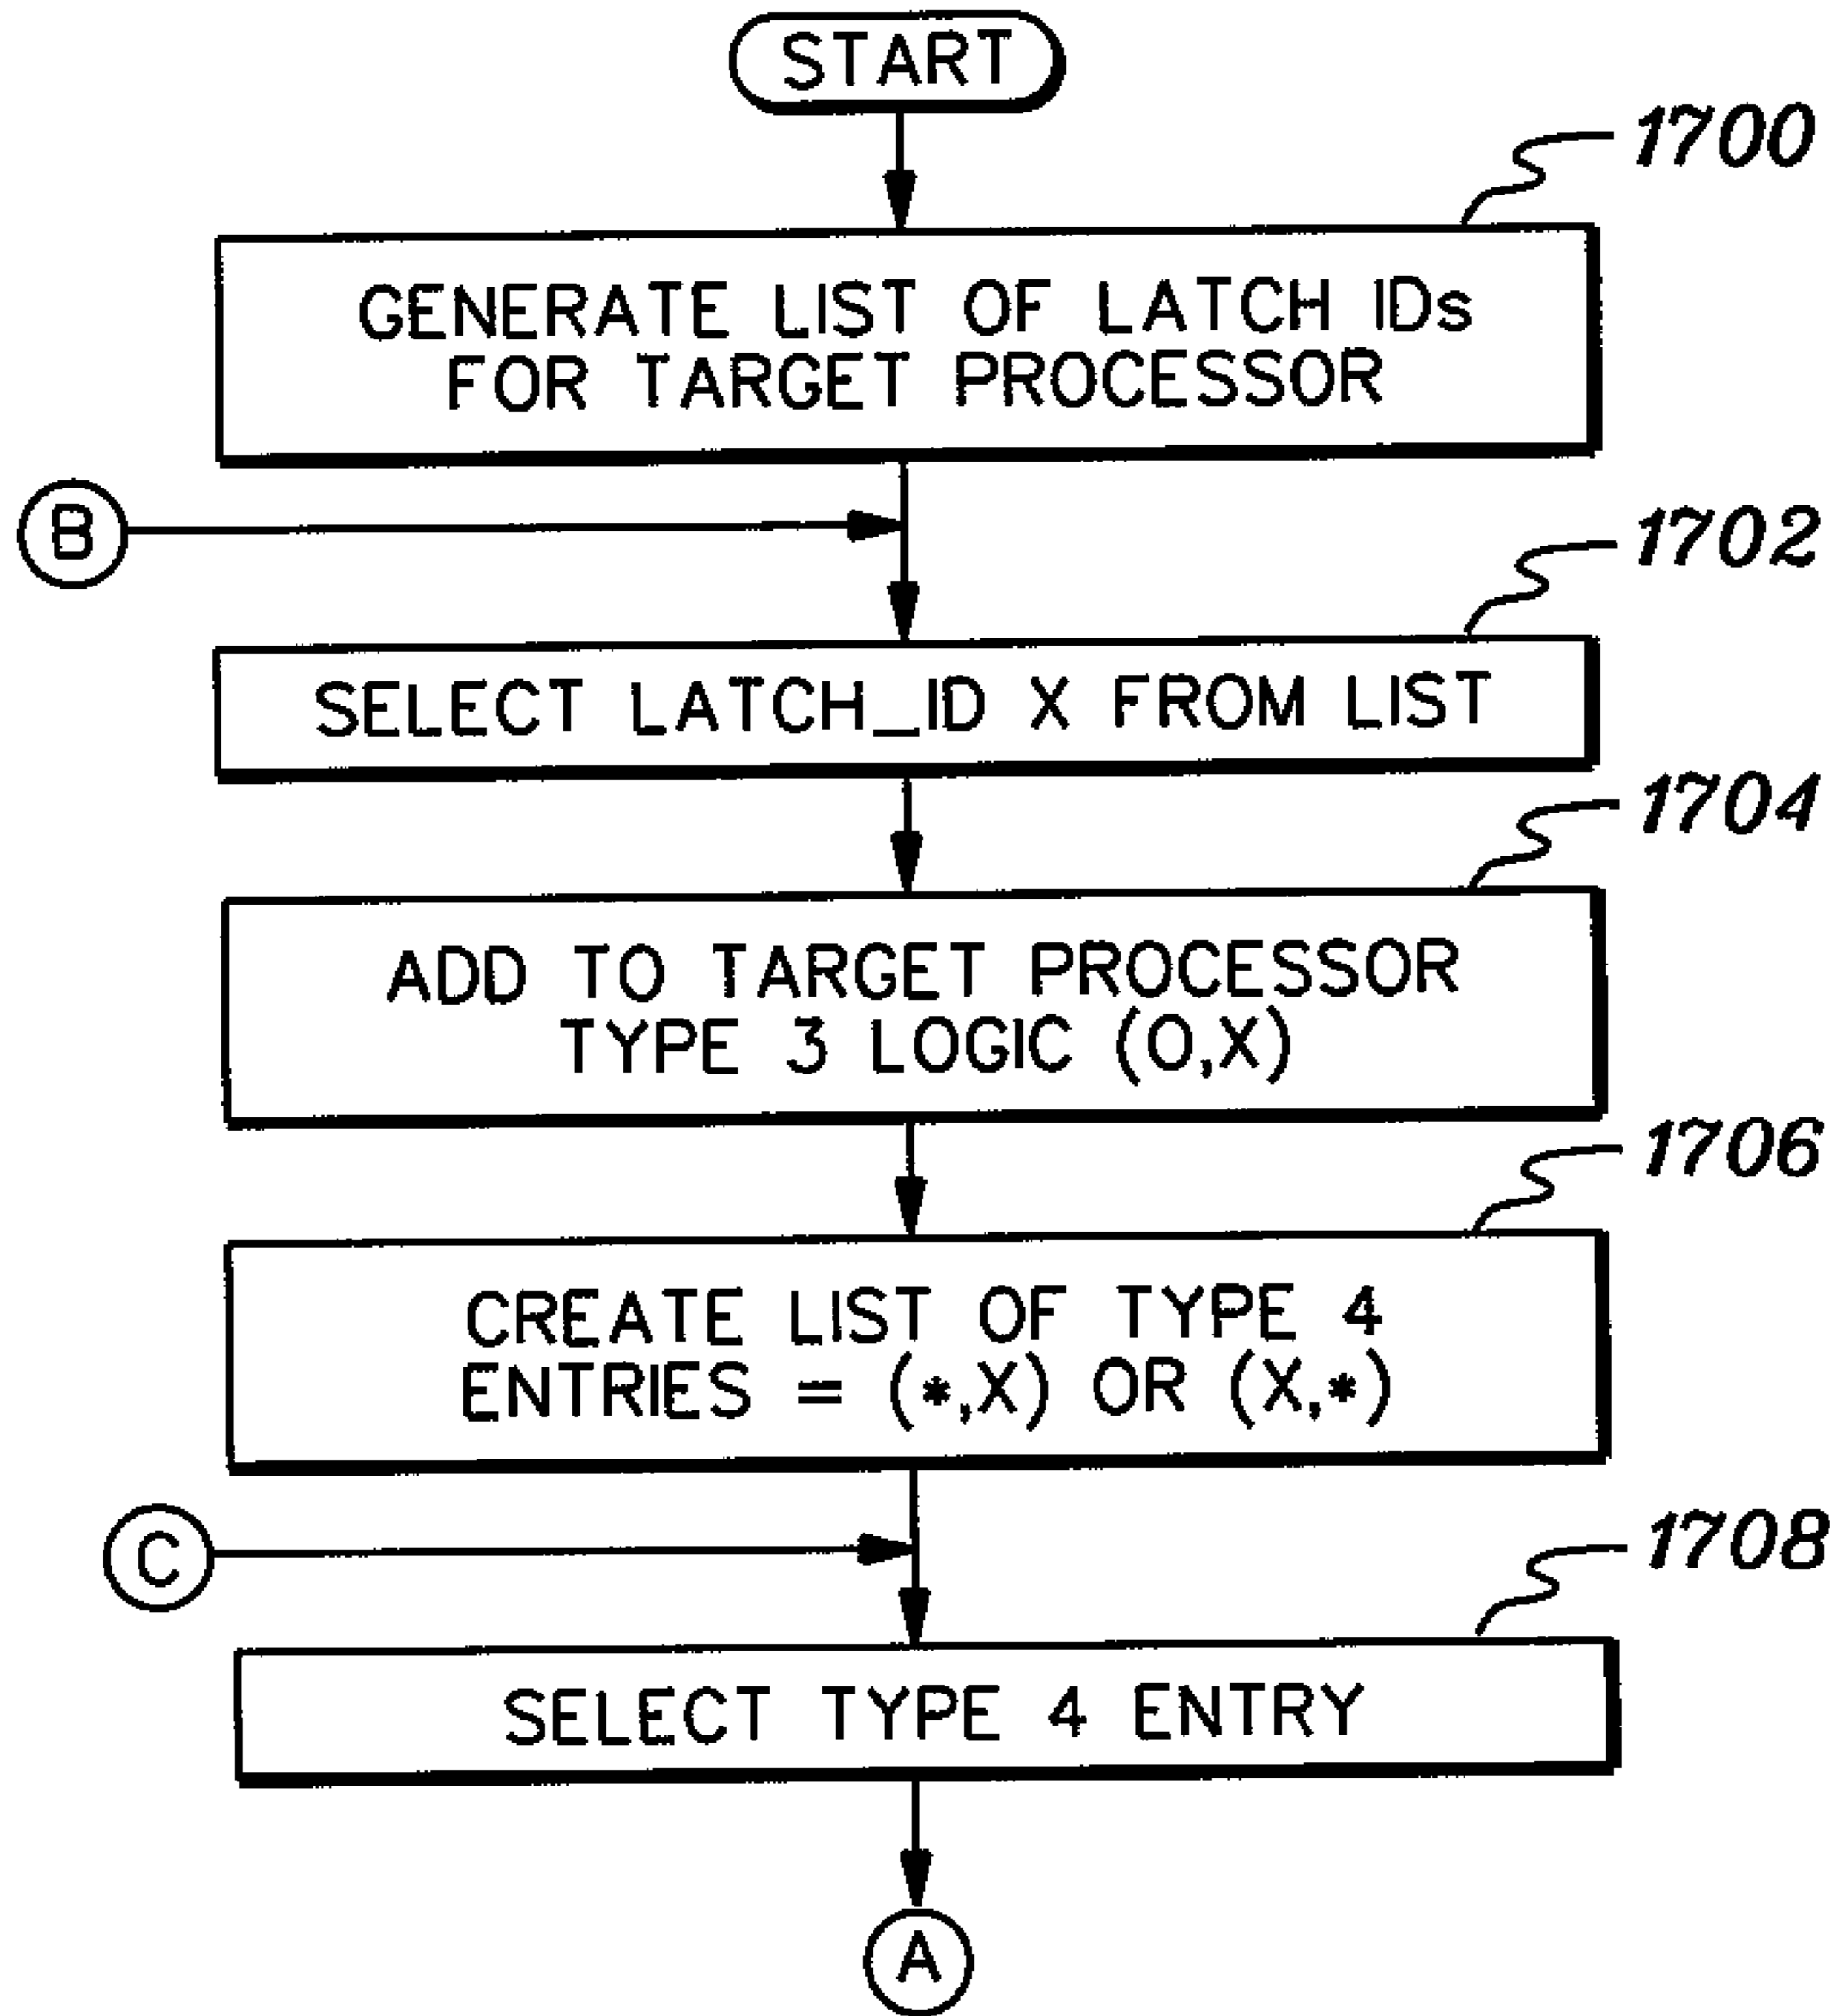 START
1700
GENERATE LIST OF LATCH IDs
FOR TARGET PROCESSOR
B
1702
SELECT LATCH_ID X FROM LIST
1704
ADD TO TARGET PROCESSOR
TYPE 3 LOGIC (O,X)
1706
CREATE LIST OF TYPE 4
ENTRIES = (*,X) OR (X,*)
C
1708
SELECT TYPE 4 ENTRY
A